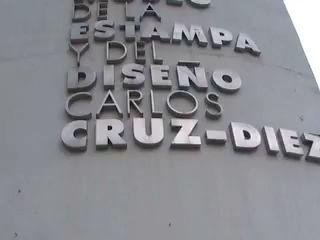 DE LA
ESTAMPA
Y DEL
DISEÑO
CARLOS
CRUZ-DIEZ